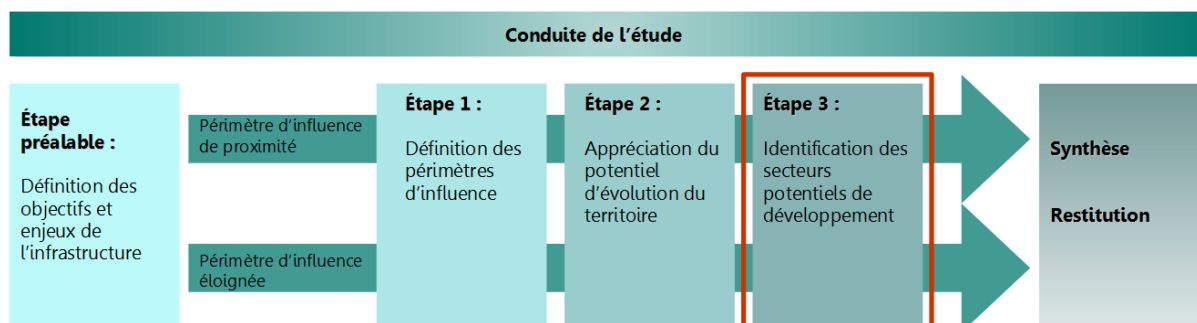 Conduite de l'étude
Étape
préalable :
Définition des
objectifs et
enjeux de
l'infrastructure
Périmètre d'influence
de proximité
Périmètre d'influence
éloignée
Étape 1 :
Définition des
périmètres
d'influence
Étape 2 :
Appréciation du
potentiel
d'évolution du
territoire
Étape 3 :
Identification des
secteurs
potentiels de
développement
Synthèse
Restitution